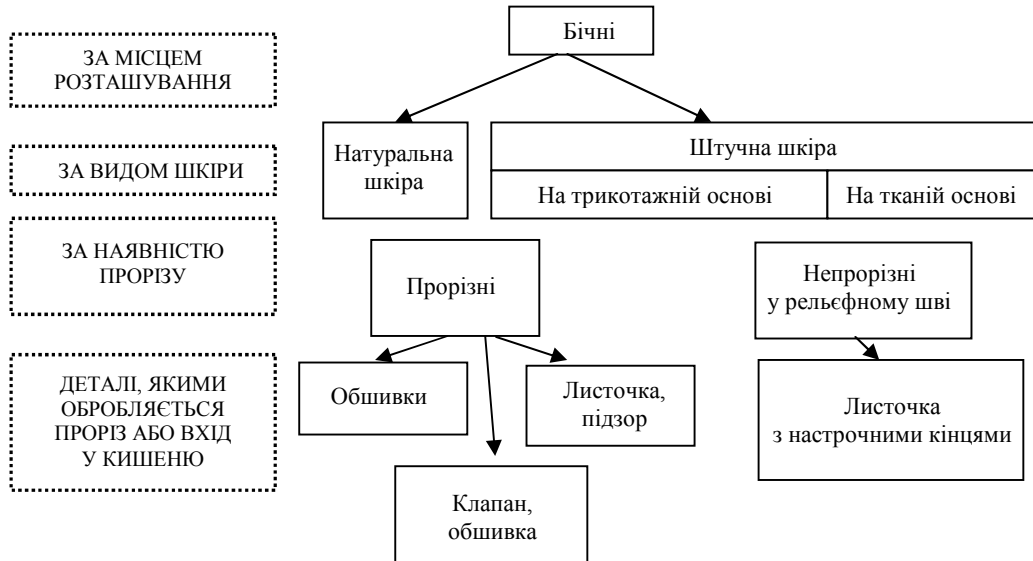 Бічні
ЗА МІСЦЕМ
РОЗТАШУВАННЯ
Натуральна
шкіра
Штучна шкіра
ЗА ВИДОМ ШКІРИ
На трикотажній основі
На тканій основі
ЗА НАЯВНІСТЮ
ПРОРІЗУ
Прорізні
Непрорізні
у рельєфному шві
ДЕТАЛІ, ЯКИМИ
ОБРОБЛЯЄТЬСЯ
ПРОРІЗ АБО ВХІД
У КИШЕНЮ
Обшивки
Листочка,
підзор
Листочка
з настрочними кінцями
Клапан,
обшивка